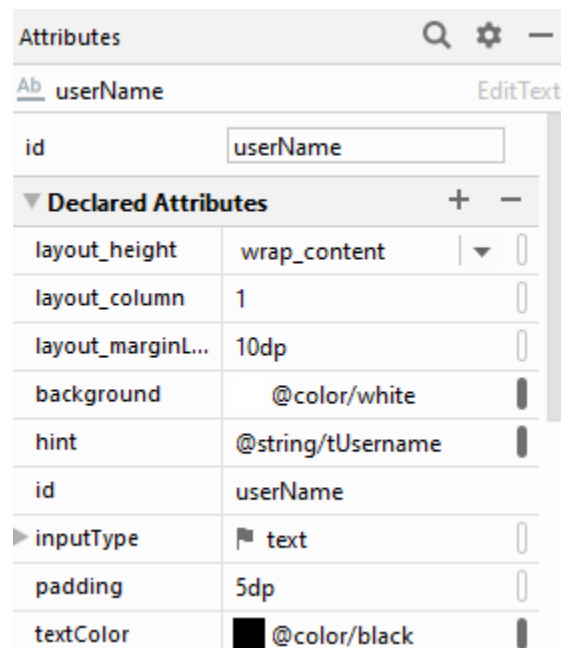 Attributes
Ab userName EditText
id userName
Declared Attributes
layout_height wrap_content
layout_column 1
layout_marginL... 10dp
background @color/white
hint @string/tUsername
id userName
inputType text
padding 5dp
textColor @color/black